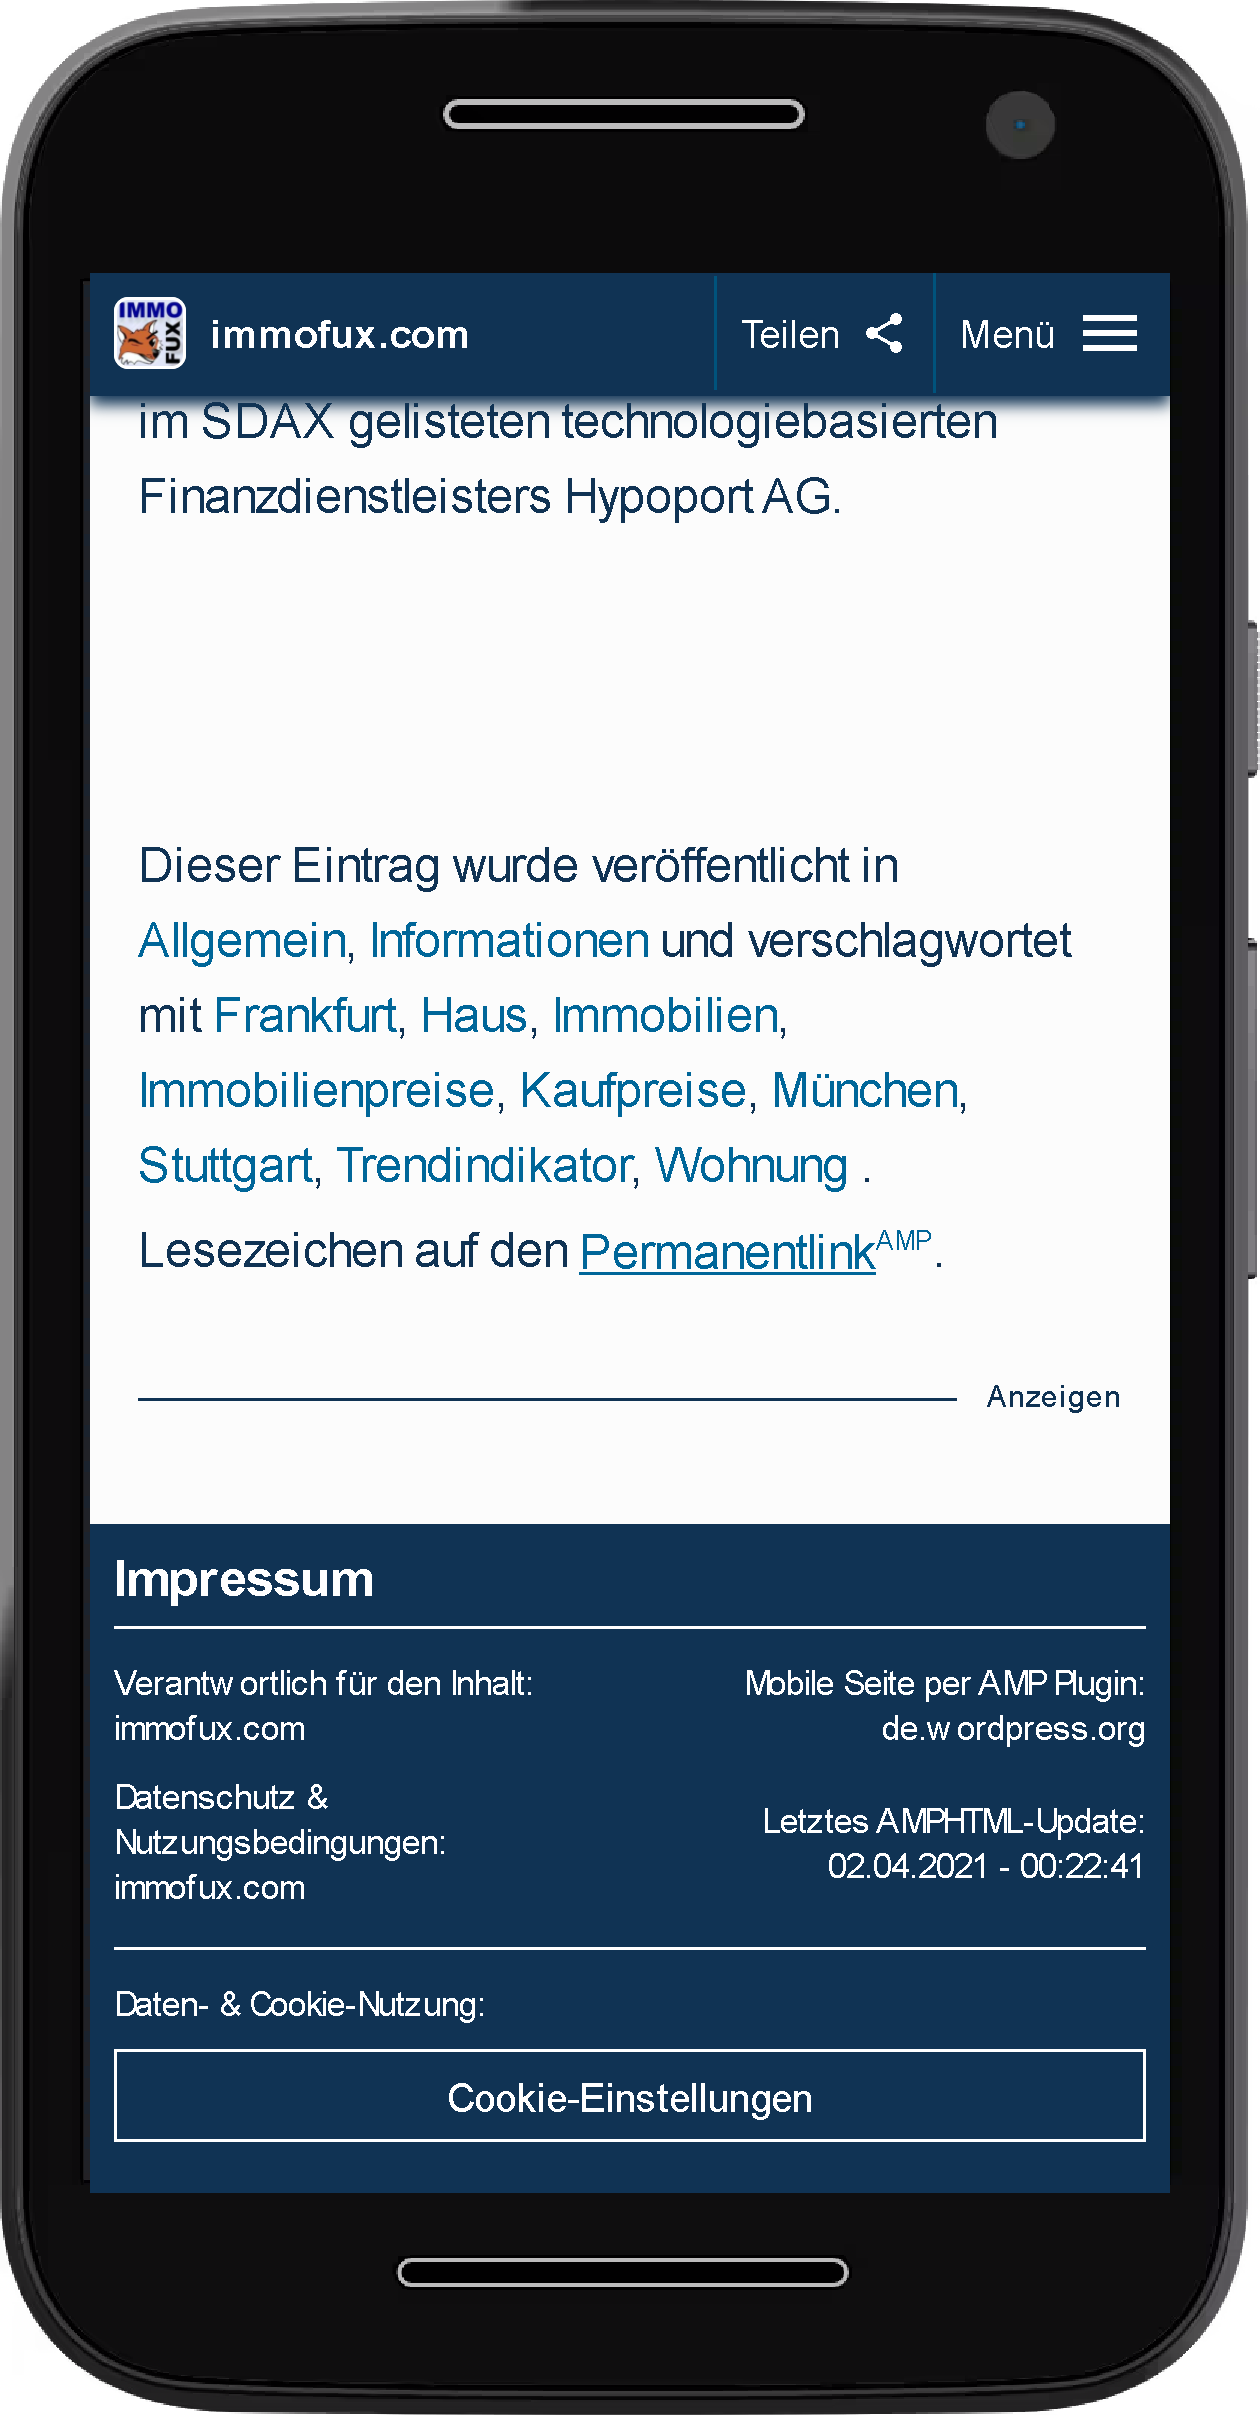 IMMO
FUX
immofux.com
Teilen
Menü
im SDAX gelisteten technologiebasierten
Finanzdienstleisters Hypoport AG.
Dieser Eintrag wurde veröffentlicht in
Allgemein, Informationen und verschlagwortet
mit Frankfurt, Haus, Immobilien,
Immobilienpreise, Kaufpreise, München,
Stuttgart, Trendindikator, Wohnung .
Lesezeichen auf den Permanentlink AMP.
Anzeigen
Impressum
Verantwortlich für den Inhalt:
immofux.com
Datenschutz &
Nutzungsbedingungen:
immofux.com
Mobile Seite per AMP Plugin:
de.wordpress.org
Letztes AMPHTML-Update:
02.04.2021 - 00:22:41
Daten- & Cookie-Nutzung:
Cookie-Einstellungen